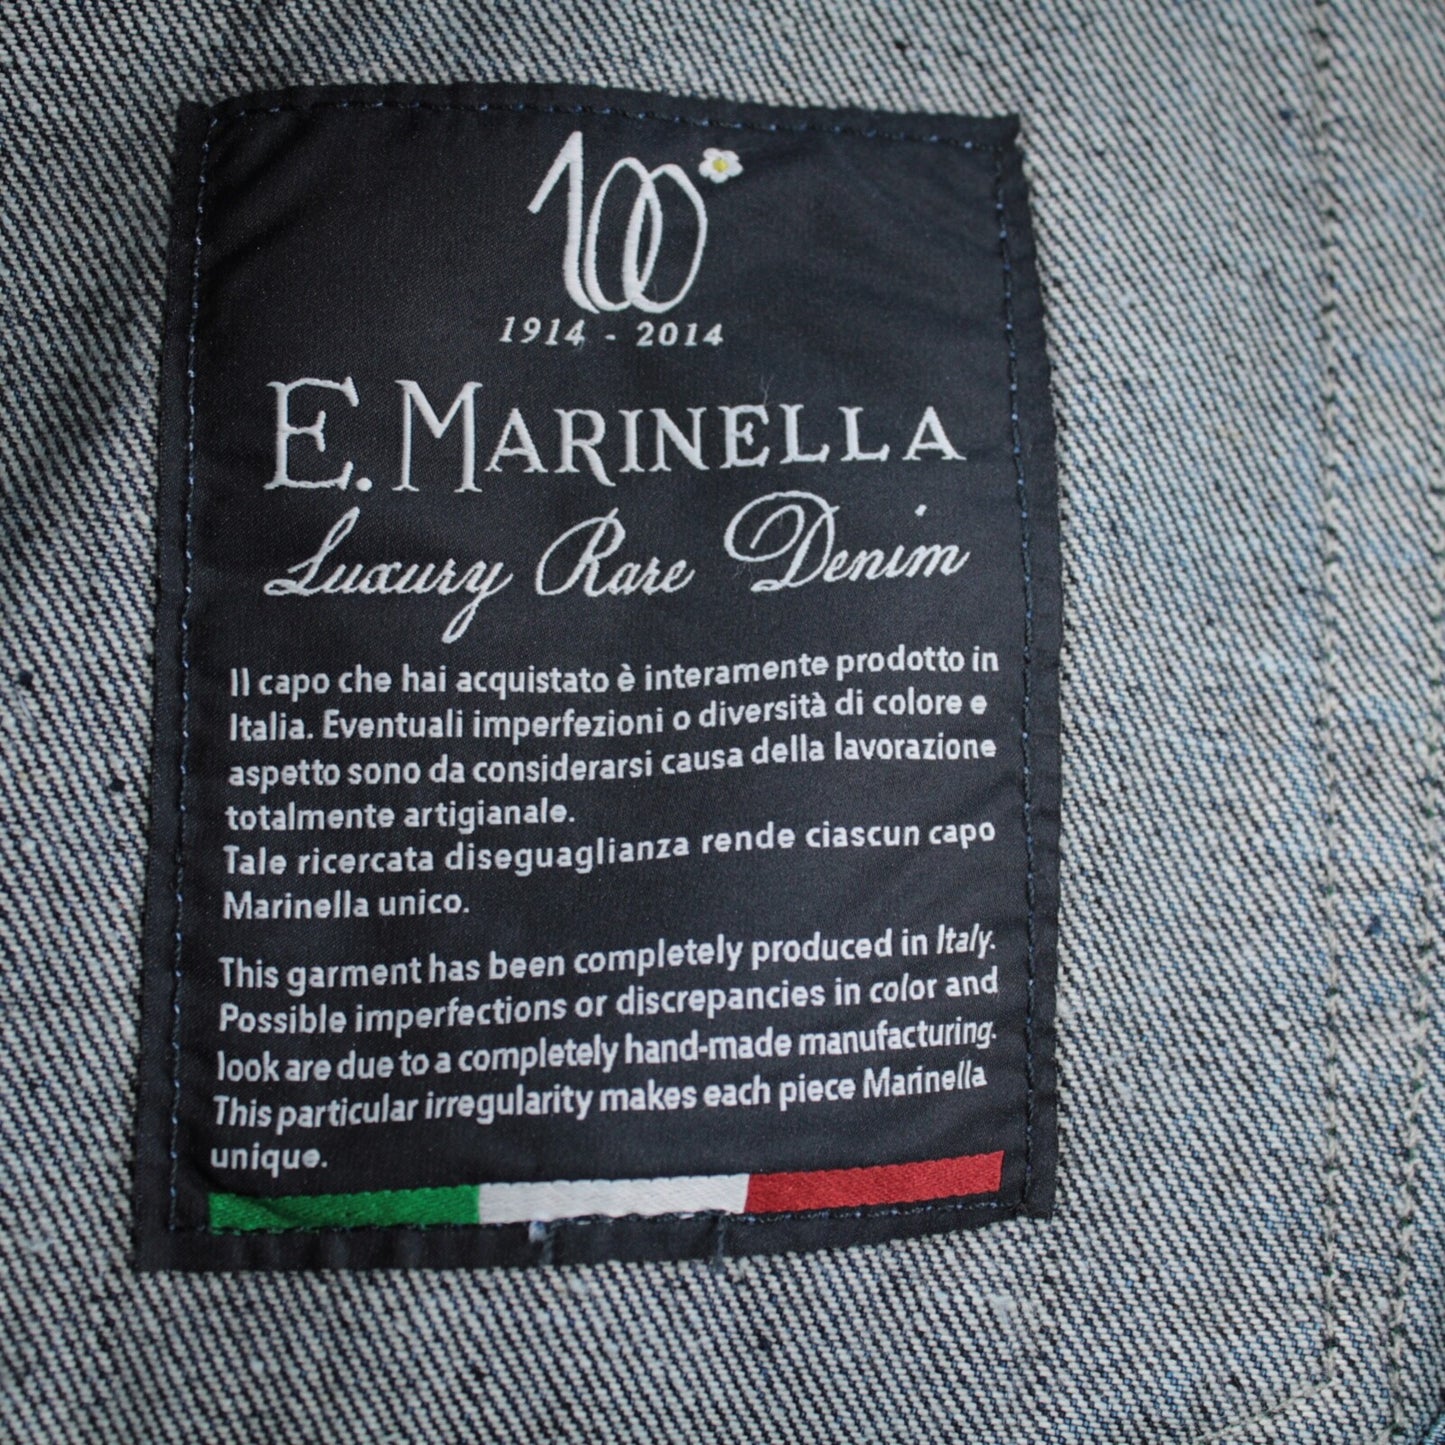 100
1914 - 2014
E. MARINELLA
Luxury Rare Denim
Il capo che hai acquistato è interamente prodotto in
Italia. Eventuali imperfezioni o diversità di colore e
aspetto sono da considerarsi causa della lavorazione
totalmente artigianale.
Tale ricercata diseguaglianza rende ciascun capo
Marinella unico.
This garment has been completely produced in Italy.
Possible imperfections or discrepancies in color and
look are due to a completely hand-made manufacturing.
This particular irregularity makes each piece Marinella
unique.